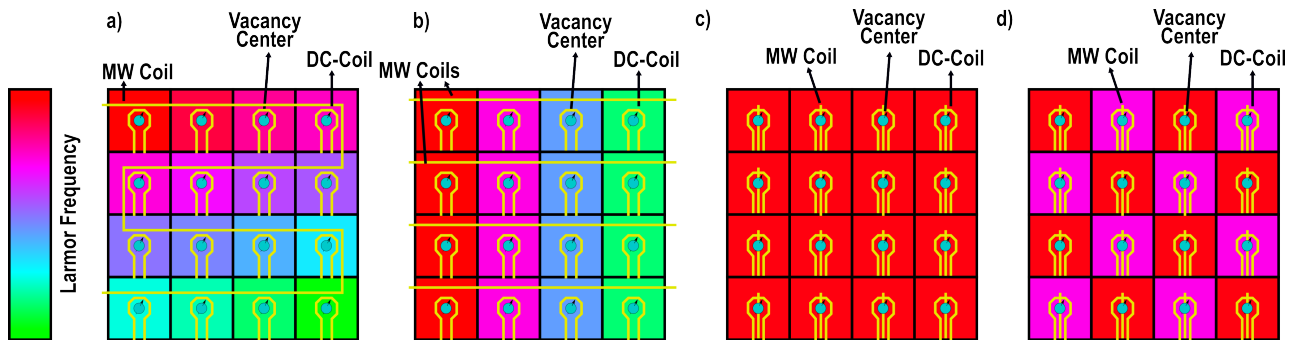 a)
Vacancy
Center
MW Coil
DC-Coil
b)
Vacancy
Center
MW Coils
DC-Coil
c)
Vacancy
Center
MW Coil
DC-Coil
d)
Vacancy
Center
MW Coil
DC-Coil
Larmor Frequency